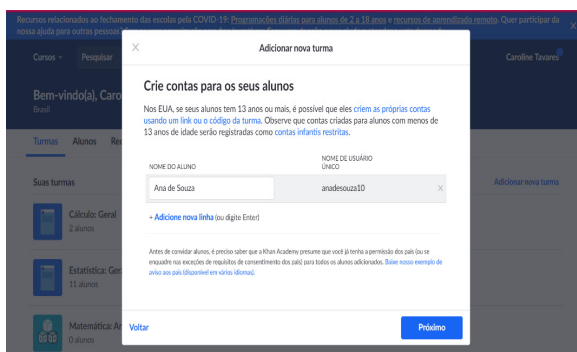 Recursos relacionados ao fechamento das escolas pela COVID-19: Programações diárias para alunos de 2 a 18 anos e recursos de aprendizado remoto. Quer participar da
nossa ajuda para outras pessoas?
X
Cursos
Pesquisar
Caroline Tavares
X
Adicionar nova turma
Bem-vindo(a), Caro
Brasil
Crie contas para os seus alunos
Nos EUA, se seus alunos tem 13 anos ou mais, é possível que eles criem as próprias contas
usando um link ou o código da turma. Observe que contas criadas para alunos com menos de
13 anos de idade serão registradas como contas infantis restritas.
Turmas Alunos Rec
NOME DO ALUNO
NOME DE USUÁRIO
ÚNICO
Ana de Souza
anadesouza10
X
Suas turmas
Adicionar nova turma
Cálculo: Geral
2 alunos
+ Adicione nova linha (ou digite Enter)
Antes de convidar alunos, é preciso saber que a Khan Academy presume que você já tenha a permissão dos pais (ou se
enquadre nas exceções de requisitos de consentimento dos pais) para todos os alunos adicionados. Baixe nosso exemplo de
aviso aos pais (disponível em vários idiomas).
Estatística: Ger
11 alunos
Matemática: Ar
0 alunos
Voltar
Próximo